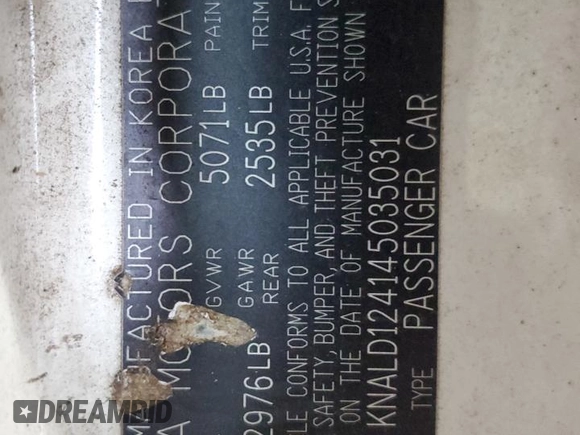 MANUFACTURED IN KOREA
A MOTORS CORPORAT
GVWR 5071LB PAIN
GAWR
2976LB REAR 2535LB TRIM
LE CONFORMS TO ALL APPLICABLE U.S.A. F
SAFETY, BUMPER, AND THEFT PREVENTION S
ON THE DATE OF MANUFACTURE SHOWN
KNALD124145035031
TYPE PASSENGER CAR
DREAMBID